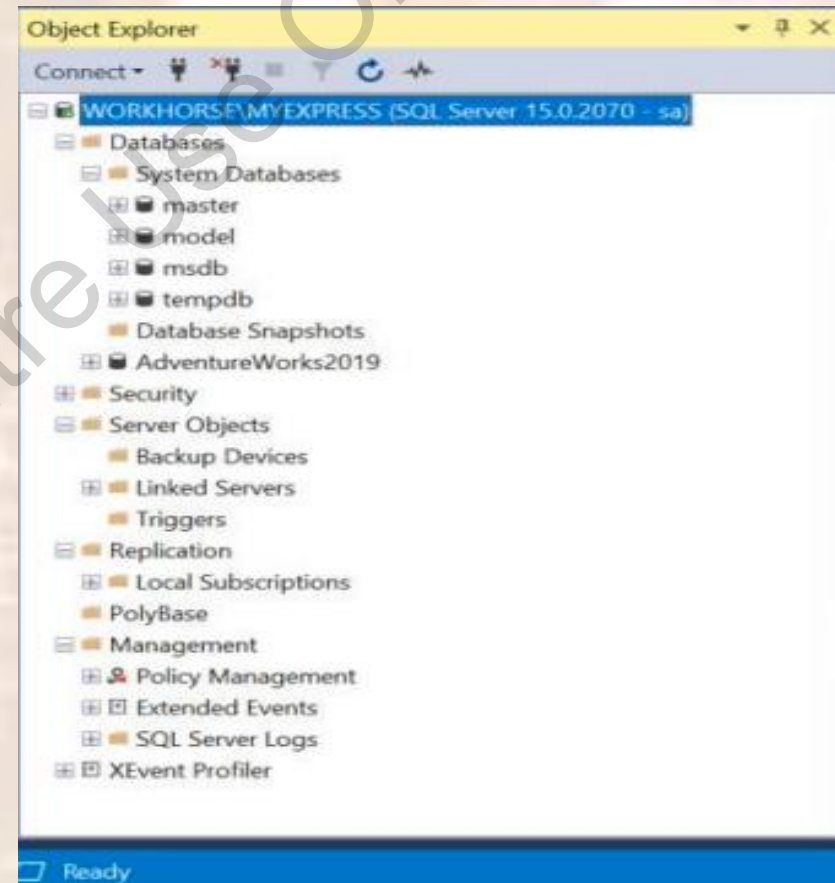 Object Explorer
Connect
WORKHORSE\MYEXPRESS (SQL Server 15.0.2070 - sa)
Databases
System Databases
master
model
msdb
tempdb
Database Snapshots
AdventureWorks2019
Security
Server Objects
Backup Devices
Linked Servers
Triggers
Replication
Local Subscriptions
PolyBase
Management
Policy Management
Extended Events
SQL Server Logs
XEvent Profiler
Ready